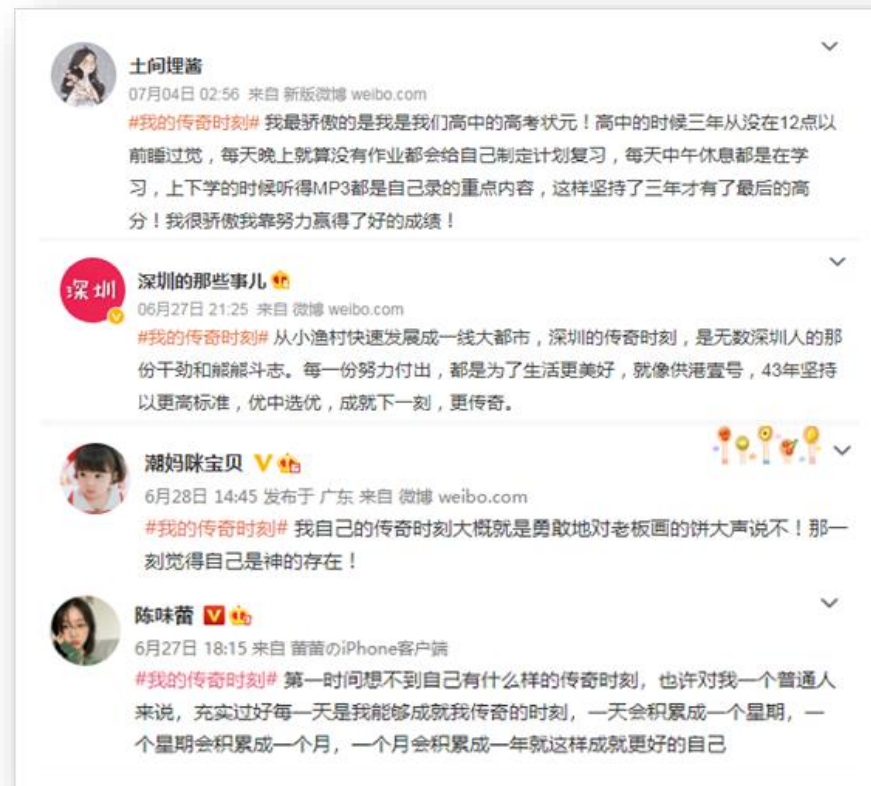 土间埋酱
07月04日 02:56 来自 新版微博 weibo.com
#我的传奇时刻# 我最骄傲的是我是我们高中的高考状元！高中的时候三年从没在12点以
前睡过觉，每天晚上就算没有作业都会给自己制定计划复习，每天中午休息都是在学
习，上下学的时候听得MP3都是自己录的重点内容，这样坚持了三年才有了最后的高
分！我很骄傲我靠努力赢得了好的成绩！
深圳
深圳的那些事儿
06月27日 21:25 来自 微博 weibo.com
#我的传奇时刻# 从小渔村快速发展成一线大都市，深圳的传奇时刻，是无数深圳人的那
份干劲和熊熊斗志。每一份努力付出，都是为了生活更美好，就像供港壹号，43年坚持
以更高标准，优中选优，成就下一刻，更传奇。
潮妈咪宝贝
6月28日 14:45 发布于 广东 来自 微博 weibo.com
#我的传奇时刻# 我自己的传奇时刻大概就是勇敢地对老板画的饼大声说不！那一
刻觉得自己是神的存在！
陈味蕾
6月27日 18:15 来自 菌菌のiPhone客户端
#我的传奇时刻# 第一时间想不到自己有什么样的传奇时刻，也许对我一个普通人
来说，充实过好每一天是我能够成就我传奇的时刻，一天会积累成一个星期，一
个星期会积累成一个月，一个月会积累成一年就这样成就更好的自己